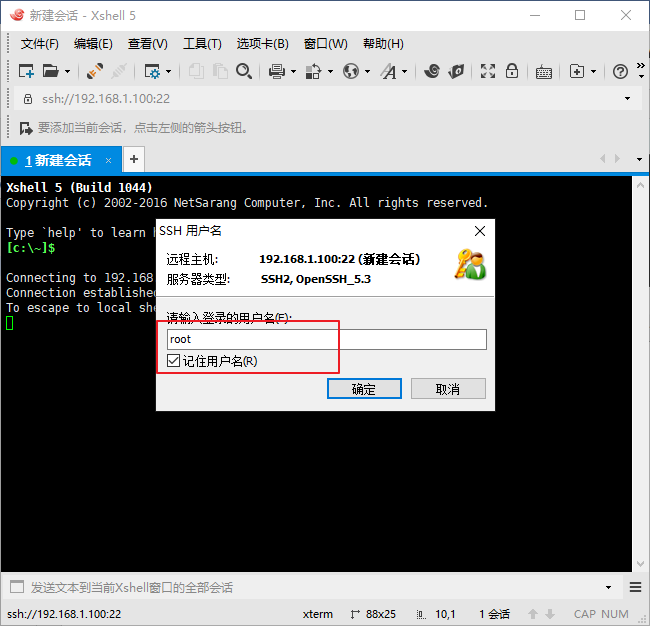 新建会话 - Xshell 5
文件(F) 编辑(E) 查看(V) 工具(T) 选项卡(B) 窗口(W) 帮助(H)
ssh://192.168.1.100:22
要添加当前会话，点击左侧的箭头按钮。
1 新建会话 × +
Xshell 5 (Build 1044)
Copyright (c) 2002-2016 NetSarang Computer, Inc. All rights reserved.
Type `help' to learn
[c:\~]$
Connecting to 192.168
Connection established
To escape to local she
SSH 用户名
远程主机: 192.168.1.100:22 (新建会话)
服务器类型: SSH2, OpenSSH_5.3
请输入登录的用户名(E):
root
记住用户名(R)
确定 取消
发送文本到当前Xshell窗口的全部会话
ssh://192.168.1.100:22 xterm 88x25 10,1 1 会话 CAP NUM